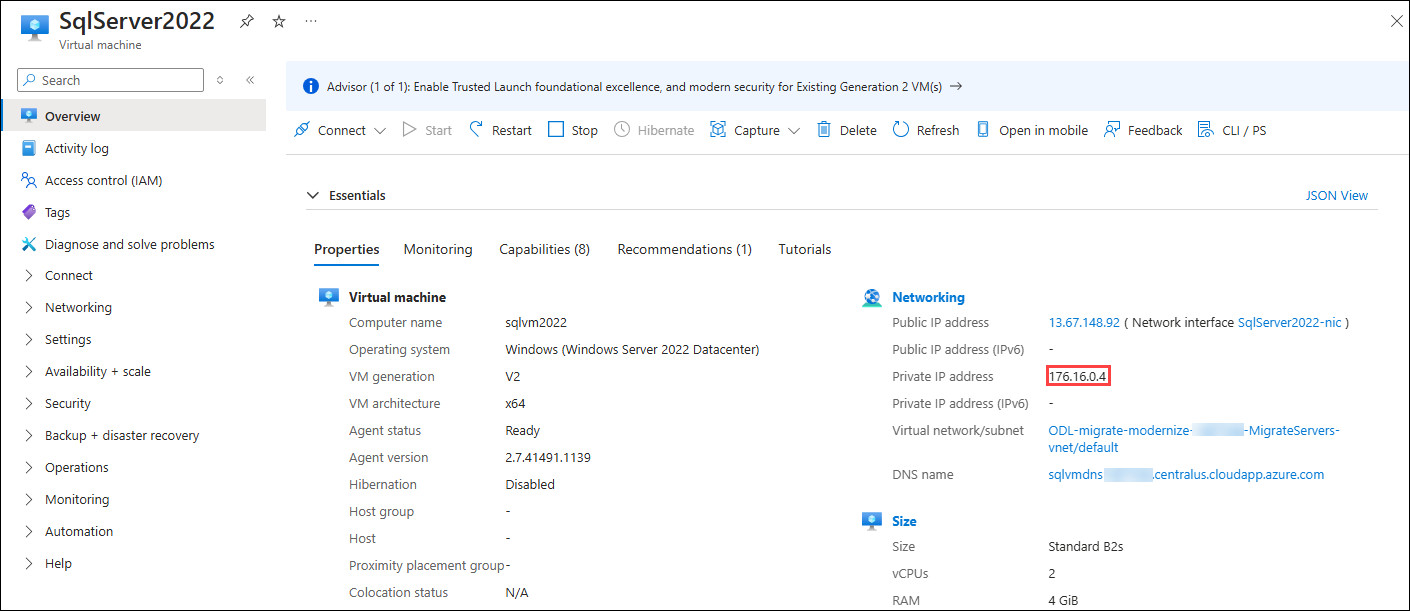 SqlServer2022
Virtual machine
Search
Overview
Activity log
Access control (IAM)
Tags
Diagnose and solve problems
Connect
Networking
Settings
Availability + scale
Security
Backup + disaster recovery
Operations
Monitoring
Automation
Help
Advisor (1 of 1): Enable Trusted Launch foundational excellence, and modern security for Existing Generation 2 VM(s)
Connect Start Restart Stop Hibernate Capture Delete Refresh Open in mobile Feedback CLI / PS
Essentials JSON View
Properties Monitoring Capabilities (8) Recommendations (1) Tutorials
Virtual machine
Computer name sqlvm2022
Operating system Windows (Windows Server 2022 Datacenter)
VM generation V2
VM architecture x64
Agent status Ready
Agent version 2.7.41491.1139
Hibernation Disabled
Host group -
Host -
Proximity placement group -
Colocation status N/A
Networking
Public IP address 13.67.148.92 ( Network interface SqlServer2022-nic )
Public IP address (IPv6) -
Private IP address 176.16.0.4
Private IP address (IPv6) -
Virtual network/subnet ODL-migrate-modernize- -MigrateServers-
vnet/default
DNS name sqlvmdns .centralus.cloudapp.azure.com
Size
Size Standard B2s
vCPUs 2
RAM 4 GiB